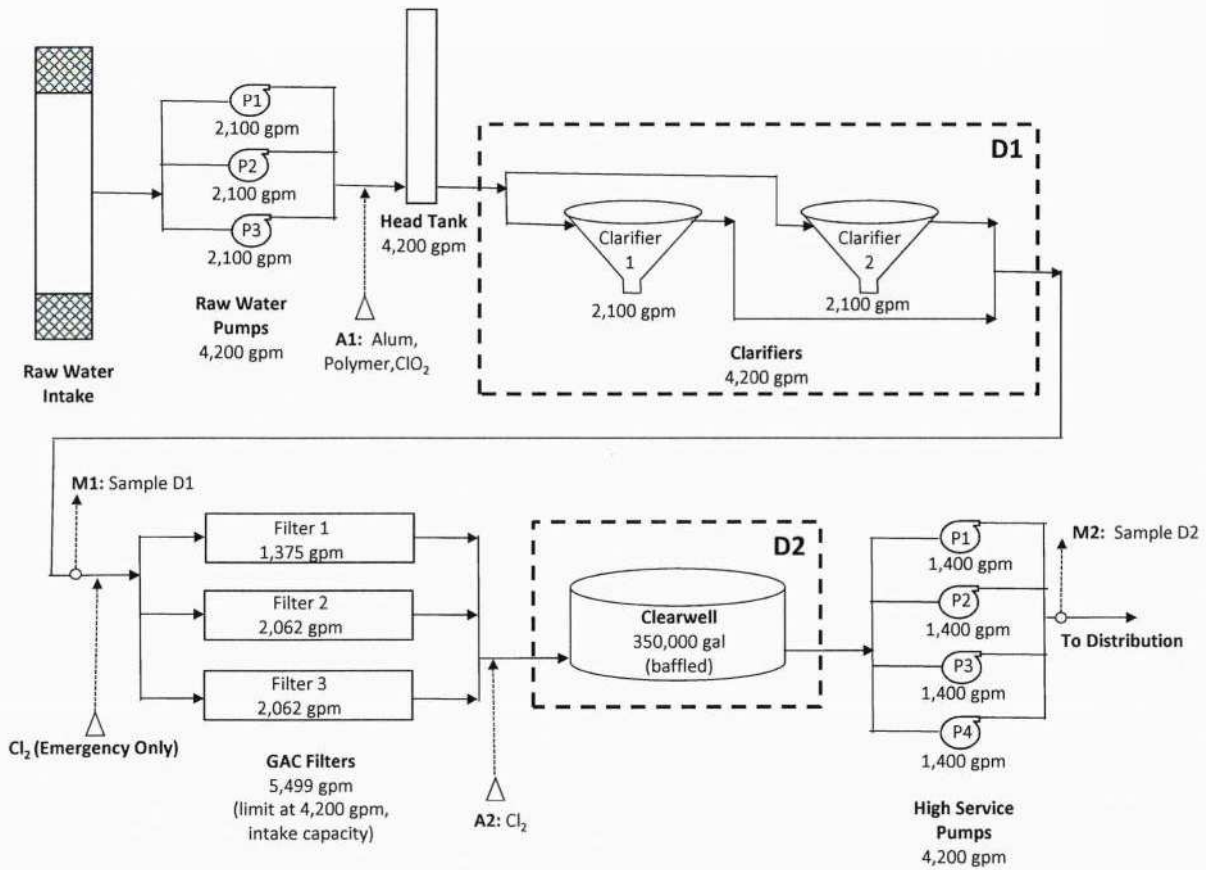 P1
2,100 gpm
P2
2,100 gpm
P3
2,100 gpm
Raw Water
Pumps
4,200 gpm
Raw Water
Intake
A1: Alum,
Polymer,ClO₂
Head Tank
4,200 gpm
D1
Clarifier
1
2,100 gpm
Clarifier
2
2,100 gpm
Clarifiers
4,200 gpm
M1: Sample D1
Cl₂ (Emergency Only)
Filter 1
1,375 gpm
Filter 2
2,062 gpm
Filter 3
2,062 gpm
GAC Filters
5,499 gpm
(limit at 4,200 gpm,
intake capacity)
A2: Cl₂
D2
Clearwell
350,000 gal
(baffled)
P1
1,400 gpm
P2
1,400 gpm
P3
1,400 gpm
P4
1,400 gpm
High Service
Pumps
4,200 gpm
M2: Sample D2
To Distribution